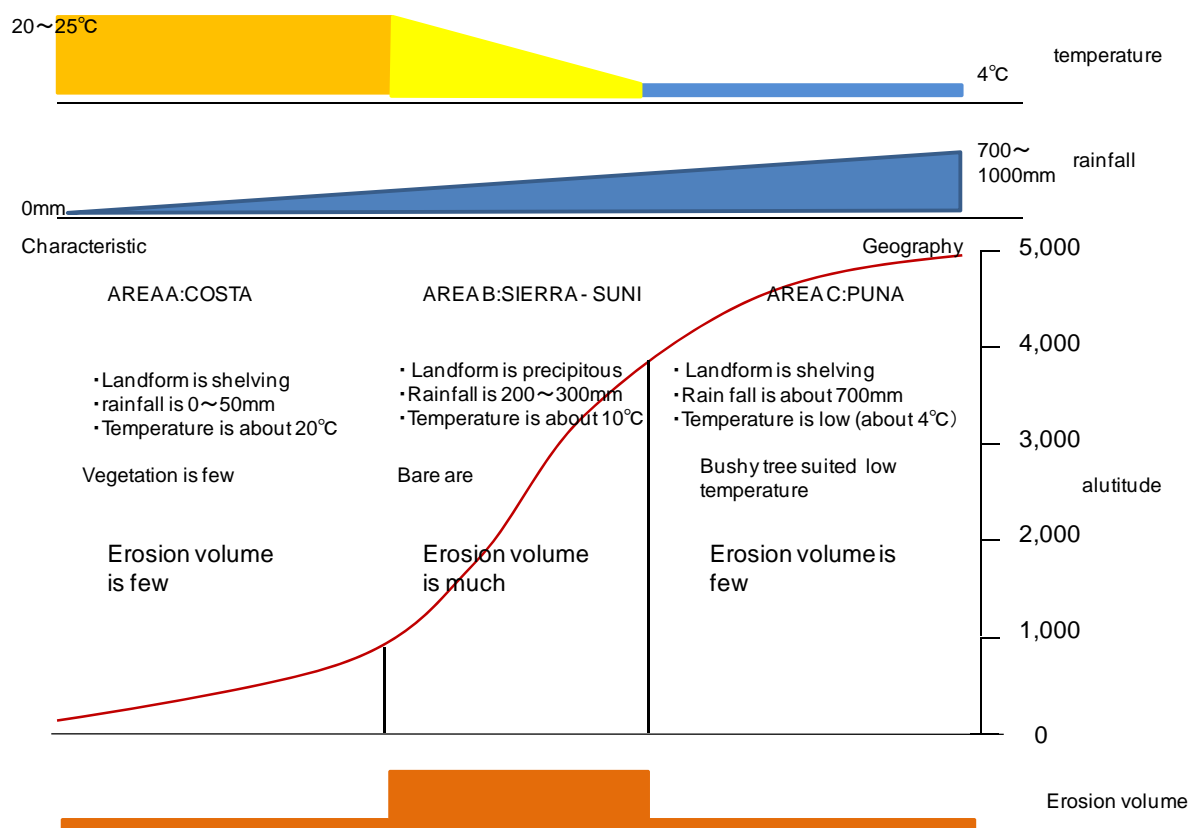 20～25℃
temperature
4℃
700～
1000mm
rainfall
0mm
Characteristic
Geography
5,000
AREA A:COSTA
AREA B:SIERRA - SUNI
AREA C:PUNA
4,000
・Landform is shelving
・rainfall is 0～50mm
・Temperature is about 20℃
・Landform is precipitous
・Rainfall is 200～300mm
・Temperature is about 10℃
・Landform is shelving
・Rain fall is about 700mm
・Temperature is low (about 4℃)
3,000
Vegetation is few
Bare are
Bushy tree suited low
temperature
alutitude
2,000
Erosion volume
is few
Erosion volume
is much
Erosion volume is
few
1,000
0
Erosion volume